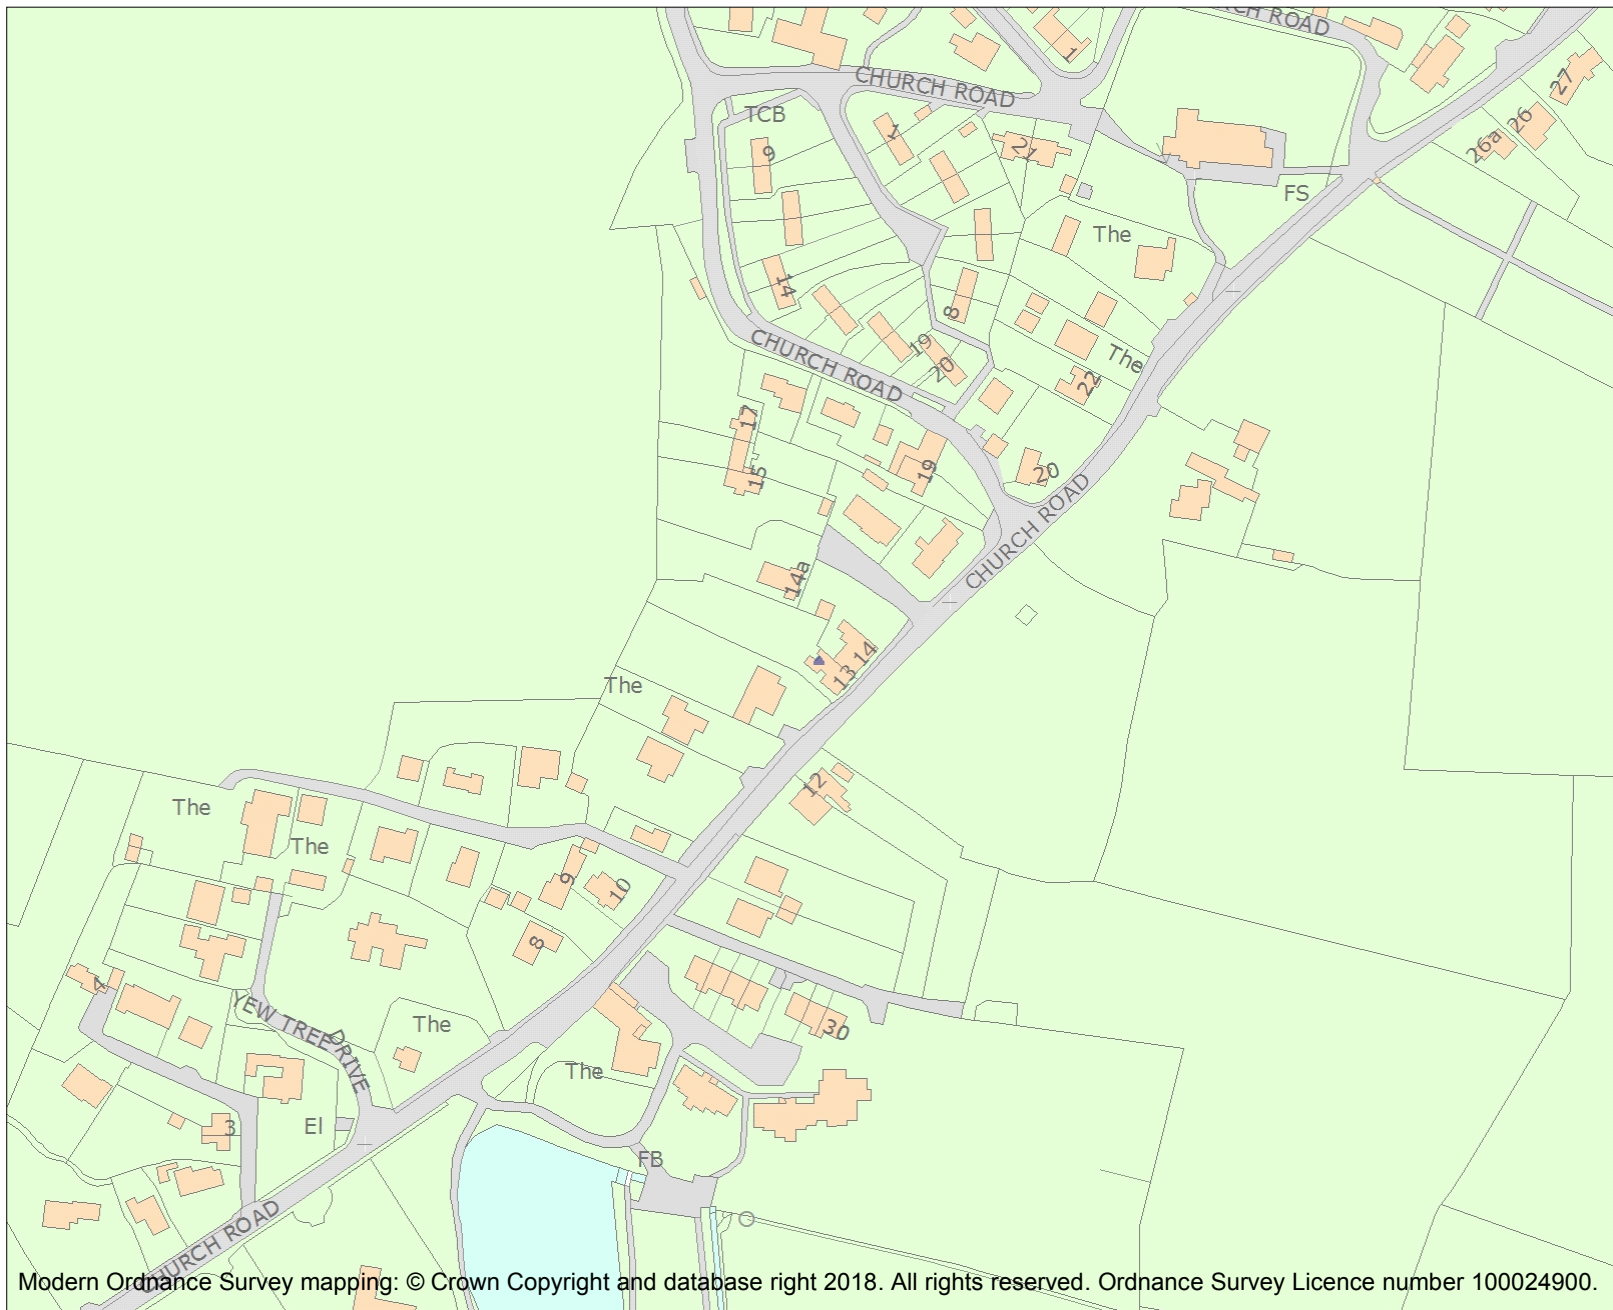 CH ROAD
1
27
CHURCH ROAD
TCB
26
26a
1
21
9
FS
The
14
8
19
20
The
22
CHURCH ROAD
17
15
19
20
CHURCH ROAD
14a
14
13
The
12
The
The
9
10
8
4
YEW TREE DRIVE
The
30
The
El
3
FB
CHURCH ROAD
Modern Ordnance Survey mapping: © Crown Copyright and database right 2018. All rights reserved. Ordnance Survey Licence number 100024900.